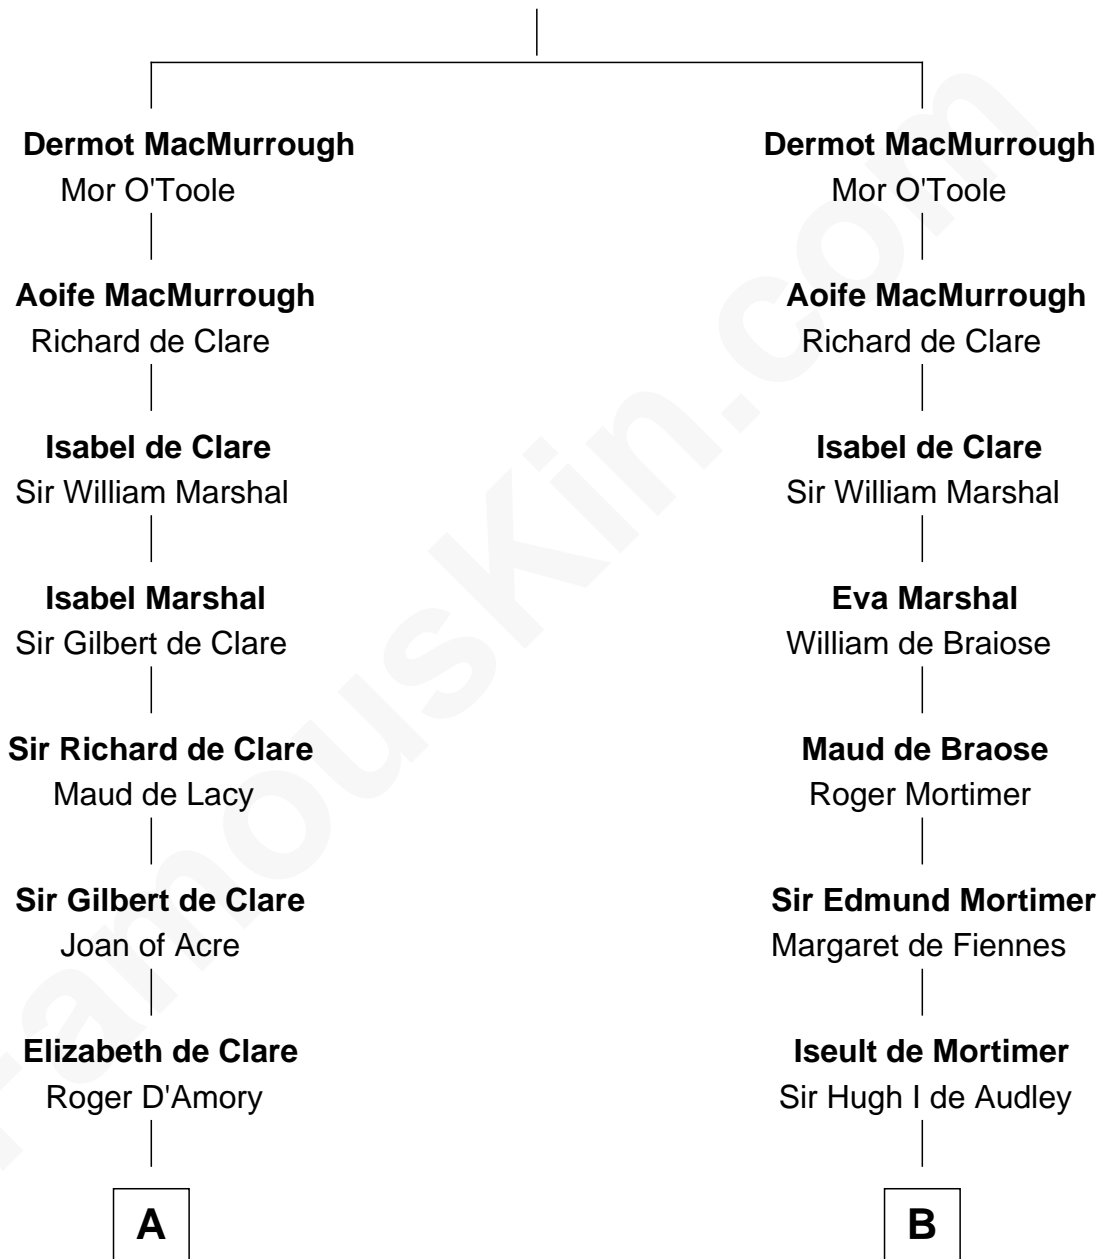 Dermot MacMurrough
Mor O'Toole
Aoife MacMurrough
Richard de Clare
Isabel de Clare
Sir William Marshal
Isabel Marshal
Sir Gilbert de Clare
Sir Richard de Clare
Maud de Lacy
Sir Gilbert de Clare
Joan of Acre
Elizabeth de Clare
Roger D'Amory
A
Dermot MacMurrough
Mor O'Toole
Aoife MacMurrough
Richard de Clare
Isabel de Clare
Sir William Marshal
Eva Marshal
William de Braiose
Maud de Braose
Roger Mortimer
Sir Edmund Mortimer
Margaret de Fiennes
Iseult de Mortimer
Sir Hugh I de Audley
B
FamousKin.com